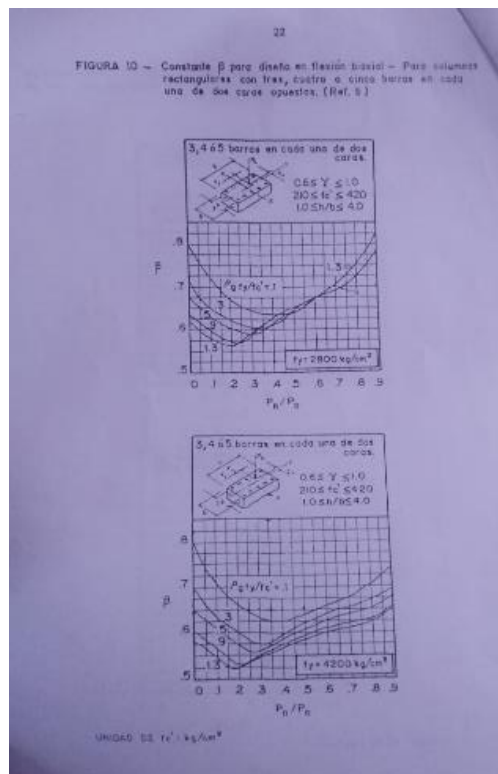 22
FIGURA 10 — Constante β para diseño en flexión biaxial — Para columnas
rectangulares con tres, cuatro o cinco barras en cada
una de dos caras opuestas. (Ref. 8)
3,4 ó 5 barras en cada una de dos
caras.
0.6 ≤ γ ≤ 1.0
210 ≤ fc' ≤ 420
1.0 ≤ h/b ≤ 4.0
β
.8
.7
.6
.5
ρg fy/fc'=.1
.3
.5
.9
1.3
1.3
fy = 2800 kg/cm²
0 .1 .2 .3 .4 .5 .6 .7 .8 .9
Pn/Po
3,4 ó 5 barras en cada una de dos
caras.
0.6 ≤ γ ≤ 1.0
210 ≤ fc' ≤ 420
1.0 ≤ h/b ≤ 4.0
β
.8
.7
.6
.5
ρg fy/fc'=.1
.3
.5
.9
1.3
fy = 4200 kg/cm²
0 .1 .2 .3 .4 .5 .6 .7 .8 .9
Pn/Po
UNIDAD DE fc': kg/cm²